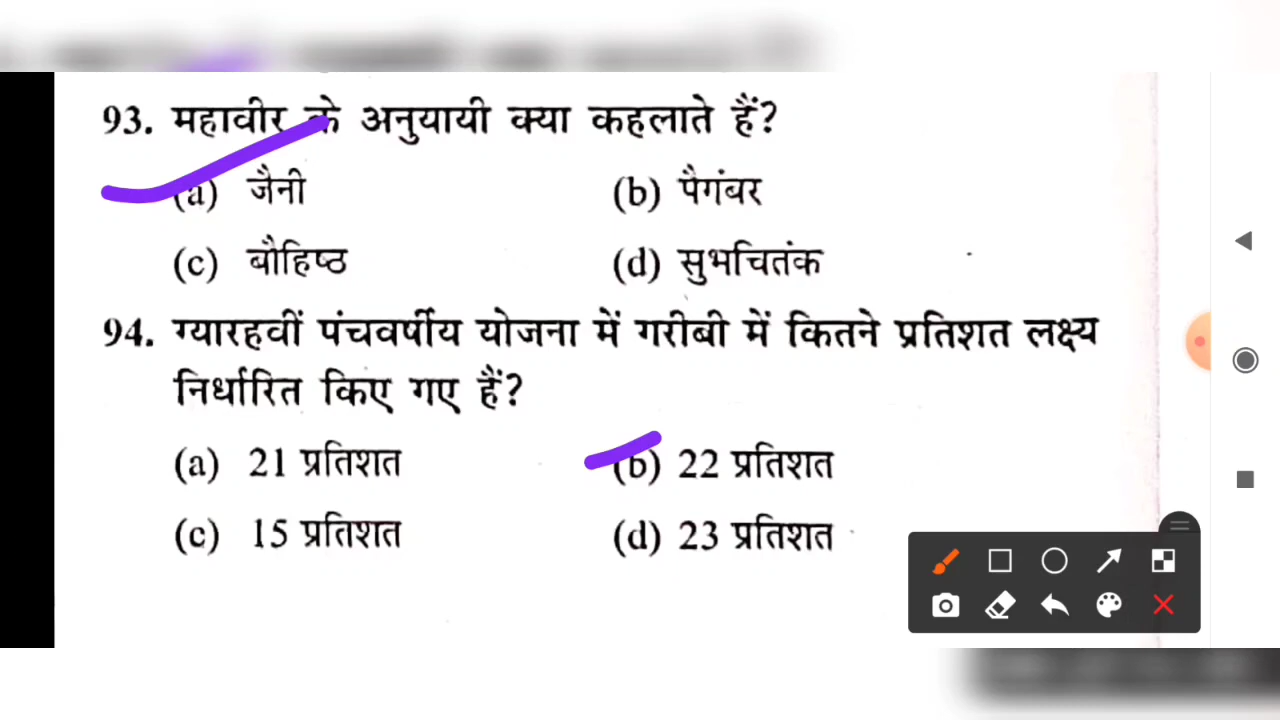 93. महावीर के अनुयायी क्या कहलाते हैं?
(a) जैनी (b) पैगंबर
(c) बौहिष्ठ (d) सुभचितंक
94. ग्यारहवीं पंचवर्षीय योजना में गरीबी में कितने प्रतिशत लक्ष्य
निर्धारित किए गए हैं?
(a) 21 प्रतिशत (b) 22 प्रतिशत
(c) 15 प्रतिशत (d) 23 प्रतिशत